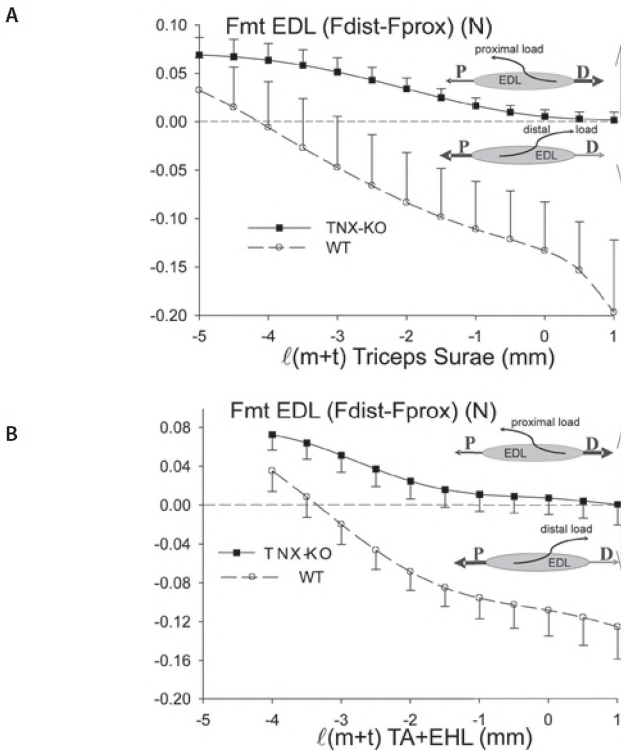 A
Fmt EDL (Fdist-Fprox) (N)
0.10
0.05
0.00
-0.05
-0.10
-0.15
-0.20
proximal load
P EDL D
distal load
P EDL D
TNX-KO
WT
-5 -4 -3 -2 -1 0 1
ℓ(m+t) Triceps Surae (mm)
B
Fmt EDL (Fdist-Fprox) (N)
0.08
0.04
0.00
-0.04
-0.08
-0.12
-0.16
-0.20
proximal load
P EDL D
distal load
P EDL D
TNX-KO
WT
-5 -4 -3 -2 -1 0 1
ℓ(m+t) TA+EHL (mm)